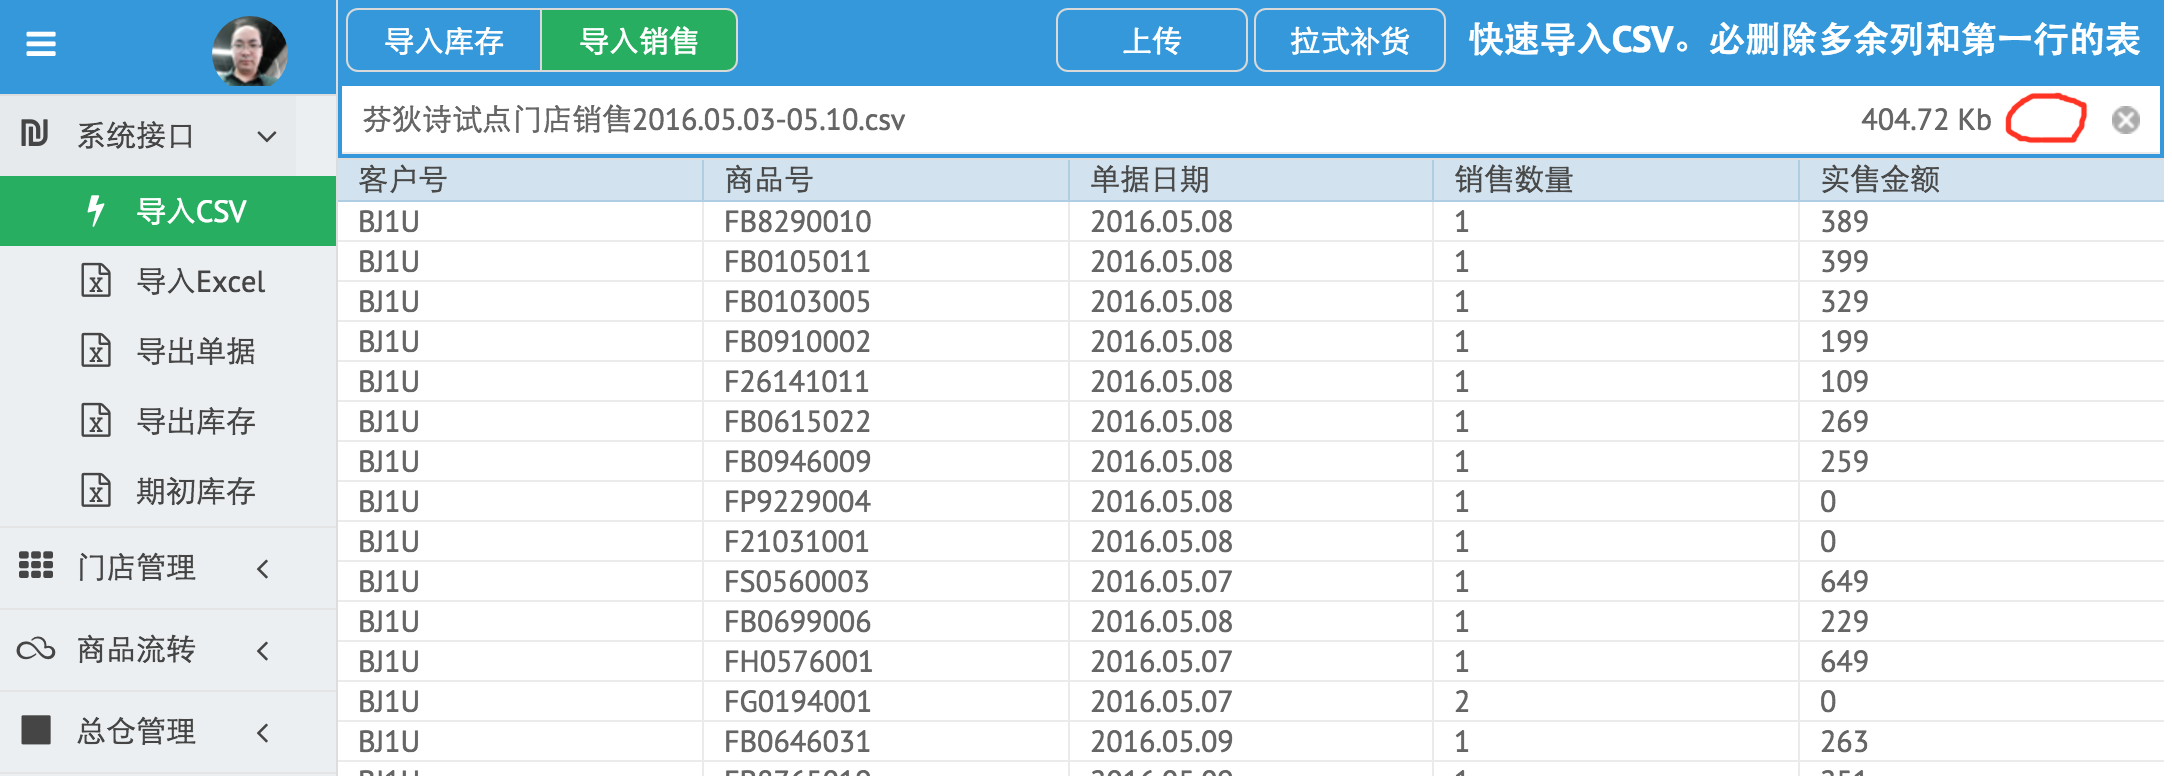 导入库存 导入销售 上传 拉式补货 快速导入CSV。必删除多余列和第一行的表
系统接口
导入CSV
导入Excel
导出单据
导出库存
期初库存
门店管理
商品流转
总仓管理
芬狄诗试点门店销售2016.05.03-05.10.csv 404.72 Kb
客户号 商品号 单据日期 销售数量 实售金额
BJ1U FB8290010 2016.05.08 1 389
BJ1U FB0105011 2016.05.08 1 399
BJ1U FB0103005 2016.05.08 1 329
BJ1U FB0910002 2016.05.08 1 199
BJ1U F26141011 2016.05.08 1 109
BJ1U FB0615022 2016.05.08 1 269
BJ1U FB0946009 2016.05.08 1 259
BJ1U FP9229004 2016.05.08 1 0
BJ1U F21031001 2016.05.08 1 0
BJ1U FS0560003 2016.05.07 1 649
BJ1U FB0699006 2016.05.08 1 229
BJ1U FH0576001 2016.05.07 1 649
BJ1U FG0194001 2016.05.07 2 0
BJ1U FB0646031 2016.05.09 1 263